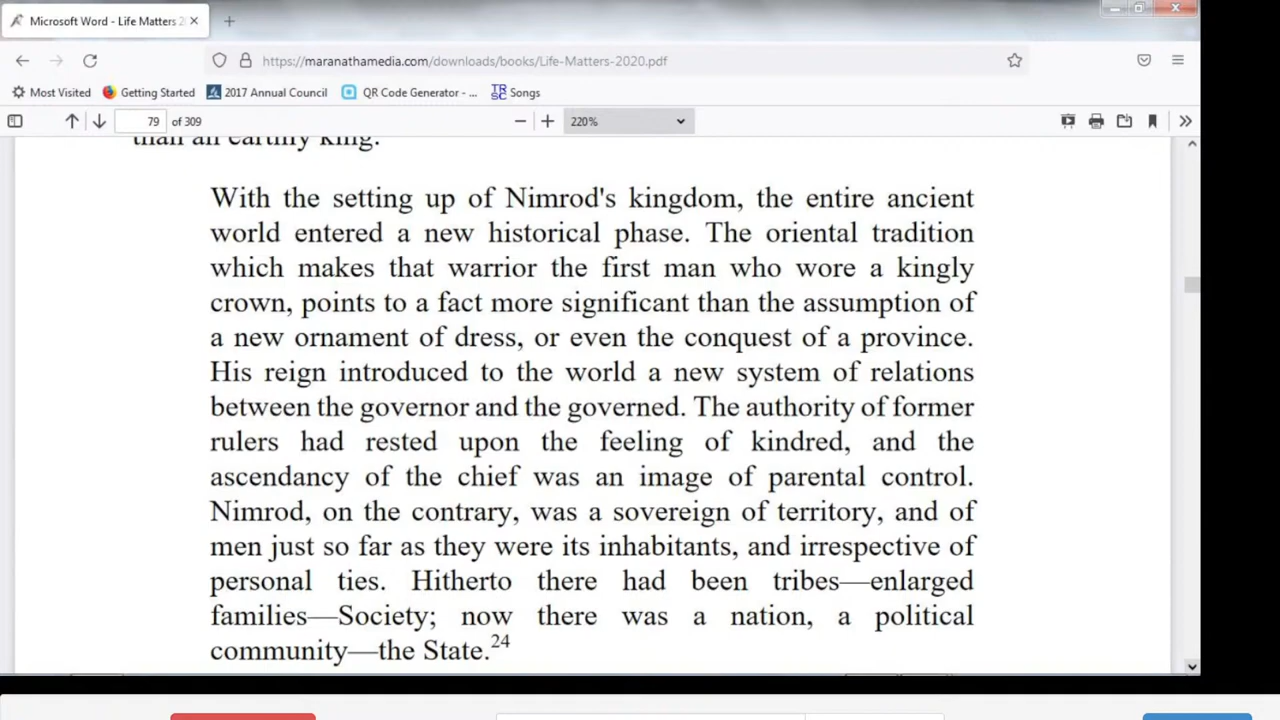 Microsoft Word - Life Matters 2
https://maranathamedia.com/downloads/books/Life-Matters-2020.pdf
Most Visited Getting Started 2017 Annual Council QR Code Generator - ... TRSC Songs
79 of 309 220%
than an earthly king.
With the setting up of Nimrod's kingdom, the entire ancient
world entered a new historical phase. The oriental tradition
which makes that warrior the first man who wore a kingly
crown, points to a fact more significant than the assumption of
a new ornament of dress, or even the conquest of a province.
His reign introduced to the world a new system of relations
between the governor and the governed. The authority of former
rulers had rested upon the feeling of kindred, and the
ascendancy of the chief was an image of parental control.
Nimrod, on the contrary, was a sovereign of territory, and of
men just so far as they were its inhabitants, and irrespective of
personal ties. Hitherto there had been tribes—enlarged
families—Society; now there was a nation, a political
community—the State.24